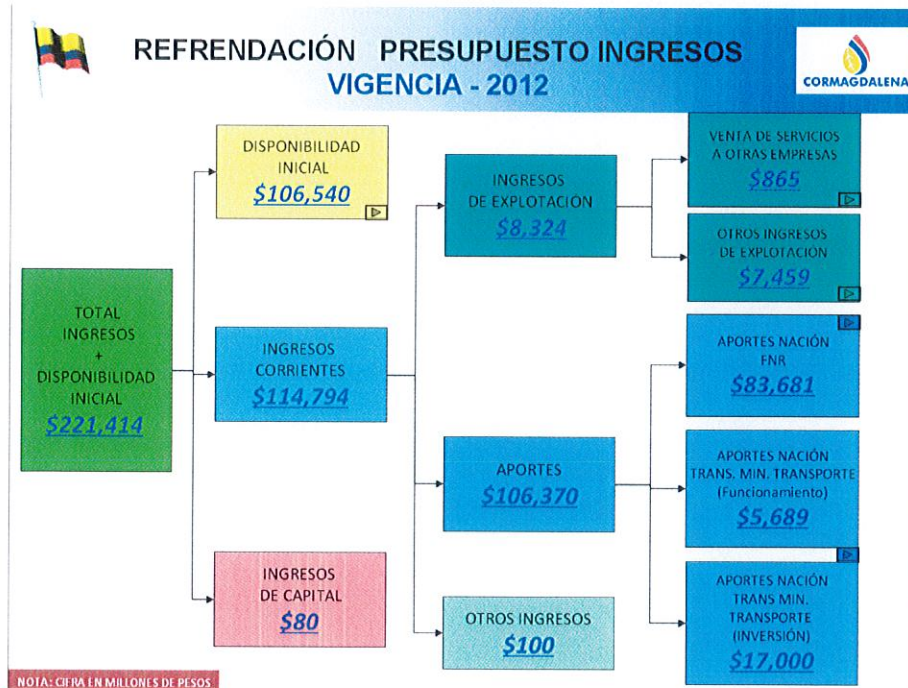 REFRENDACIÓN PRESUPUESTO INGRESOS
VIGENCIA - 2012
CORMAGDALENA
TOTAL
INGRESOS
+
DISPONIBILIDAD
INICIAL
$221,414
DISPONIBILIDAD
INICIAL
$106,540
INGRESOS
CORRIENTES
$114,794
INGRESOS
DE CAPITAL
$80
INGRESOS
DE EXPLOTACIÓN
$8,324
APORTES
$106,370
OTROS INGRESOS
$100
VENTA DE SERVICIOS
A OTRAS EMPRESAS
$865
OTROS INGRESOS
DE EXPLOTACIÓN
$7,459
APORTES NACIÓN
FNR
$83,681
APORTES NACIÓN
TRANS. MIN. TRANSPORTE
(Funcionamiento)
$5,689
APORTES NACIÓN
TRANS MIN.
TRANSPORTE
(INVERSIÓN)
$17,000
NOTA: CIFRA EN MILLONES DE PESOS